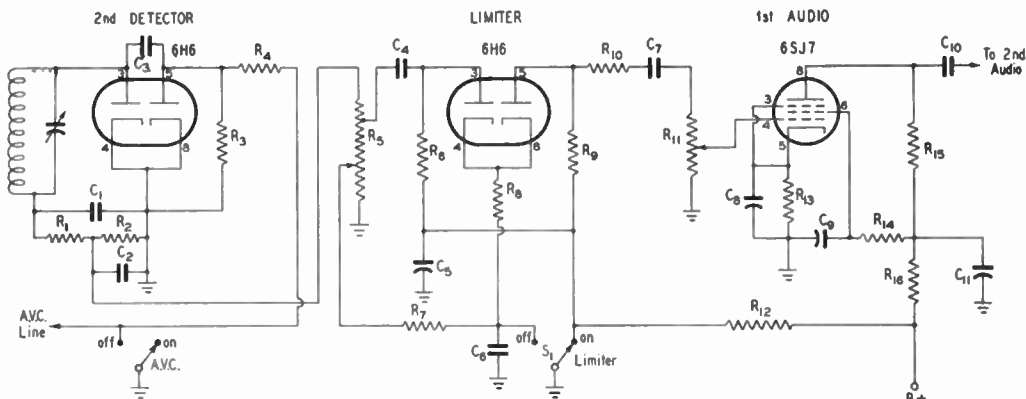 2nd DETECTOR
LIMITER
1st AUDIO
6H6
6H6
6SJ7
C3
R4
C4
R10
C7
C10
To 2nd
Audio
3
5
3
5
8
3
4
6
5
4
8
4
8
R3
R5
R6
R9
R11
R15
C1
R1
R2
C2
R8
C8
R13
C9
R14
C5
R16
C11
A.V.C.
Line
off
on
A.V.C.
R7
C6
off
S1
on
Limiter
R12
B+